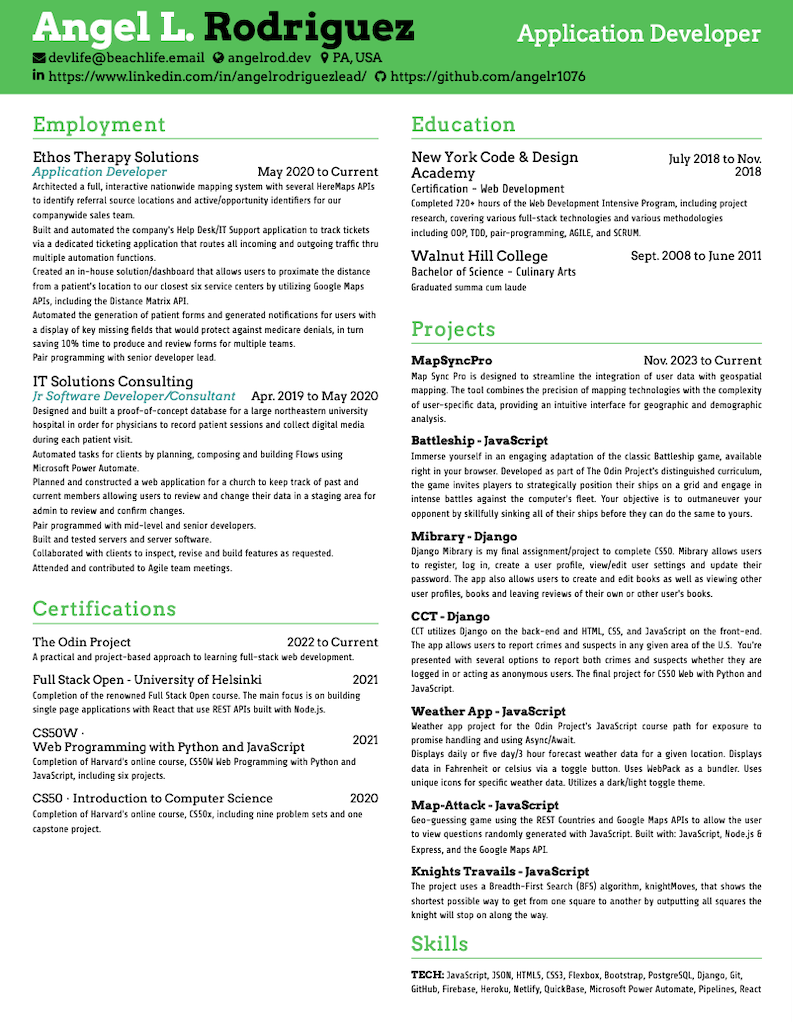 Angel L. Rodriguez
Application Developer
devlife@beachlife.email angelrod.dev PA, USA
https://www.linkedin.com/in/angelrodriguezlead/ https://github.com/angelr1076
Employment
Ethos Therapy Solutions
Application Developer May 2020 to Current
Architected a full, interactive nationwide mapping system with several HereMaps APIs
to identify referral source locations and active/opportunity identifiers for our
companywide sales team.
Built and automated the company's Help Desk/IT Support application to track tickets
via a dedicated ticketing application that routes all incoming and outgoing traffic thru
multiple automation functions.
Created an in-house solution/dashboard that allows users to proximate the distance
from a patient's location to our closest six service centers by utilizing Google Maps
APIs, including the Distance Matrix API.
Automated the generation of patient forms and generated notifications for users with
a display of key missing fields that would protect against medicare denials, in turn
saving 10% time to produce and review forms for multiple teams.
Pair programming with senior developer lead.
IT Solutions Consulting
Jr Software Developer/Consultant Apr. 2019 to May 2020
Designed and built a proof-of-concept database for a large northeastern university
hospital in order for physicians to record patient sessions and collect digital media
during each patient visit.
Automated tasks for clients by planning, composing and building Flows using
Microsoft Power Automate.
Planned and constructed a web application for a church to keep track of past and
current members allowing users to review and change their data in a staging area for
admin to review and confirm changes.
Pair programmed with mid-level and senior developers.
Built and tested servers and server software.
Collaborated with clients to inspect, revise and build features as requested.
Attended and contributed to Agile team meetings.
Certifications
The Odin Project 2022 to Current
A practical and project-based approach to learning full-stack web development.
Full Stack Open - University of Helsinki 2021
Completion of the renowned Full Stack Open course. The main focus is on building
single page applications with React that use REST APIs built with Node.js.
CS50W ·
Web Programming with Python and JavaScript 2021
Completion of Harvard's online course, CS50W Web Programming with Python and
JavaScript, including six projects.
CS50 · Introduction to Computer Science 2020
Completion of Harvard's online course, CS50x, including nine problem sets and one
capstone project.
Education
New York Code & Design July 2018 to Nov.
Academy 2018
Certification - Web Development
Completed 720+ hours of the Web Development Intensive Program, including project
research, covering various full-stack technologies and various methodologies
including OOP, TDD, pair-programming, AGILE, and SCRUM.
Walnut Hill College Sept. 2008 to June 2011
Bachelor of Science - Culinary Arts
Graduated summa cum laude
Projects
MapSyncPro Nov. 2023 to Current
Map Sync Pro is designed to streamline the integration of user data with geospatial
mapping. The tool combines the precision of mapping technologies with the complexity
of user-specific data, providing an intuitive interface for geographic and demographic
analysis.
Battleship - JavaScript
Immerse yourself in an engaging adaptation of the classic Battleship game, available
right in your browser. Developed as part of The Odin Project's distinguished curriculum,
the game invites players to strategically position their ships on a grid and engage in
intense battles against the computer's fleet. Your objective is to outmaneuver your
opponent by skillfully sinking all of their ships before they can do the same to yours.
Mibrary - Django
Django Mibrary is my final assignment/project to complete CS50. Mibrary allows users
to register, log in, create a user profile, view/edit user settings and update their
password. The app also allows users to create and edit books as well as viewing other
user profiles, books and leaving reviews of their own or other user's books.
CCT - Django
CCT utilizes Django on the back-end and HTML, CSS, and JavaScript on the front-end.
The app allows users to report crimes and suspects in any given area of the U.S. You're
presented with several options to report both crimes and suspects whether they are
logged in or acting as anonymous users. The final project for CS50 Web with Python and
JavaScript.
Weather App - JavaScript
Weather app project for the Odin Project's JavaScript course path for exposure to
promise handling and using Async/Await.
Displays daily or five day/3 hour forecast weather data for a given location. Displays
data in Fahrenheit or celsius via a toggle button. Uses WebPack as a bundler. Uses
unique icons for specific weather data. Utilizes a dark/light toggle theme.
Map-Attack - JavaScript
Geo-guessing game using the REST Countries and Google Maps APIs to allow the user
to view questions randomly generated with JavaScript. Built with: JavaScript, Node.js &
Express, and the Google Maps API.
Knights Travails - JavaScript
The project uses a Breadth-First Search (BFS) algorithm, knightMoves, that shows the
shortest possible way to get from one square to another by outputting all squares the
knight will stop on along the way.
Skills
TECH: JavaScript, JSON, HTML5, CSS3, Flexbox, Bootstrap, PostgreSQL, Django, Git,
GitHub, Firebase, Heroku, Netlify, QuickBase, Microsoft Power Automate, Pipelines, React